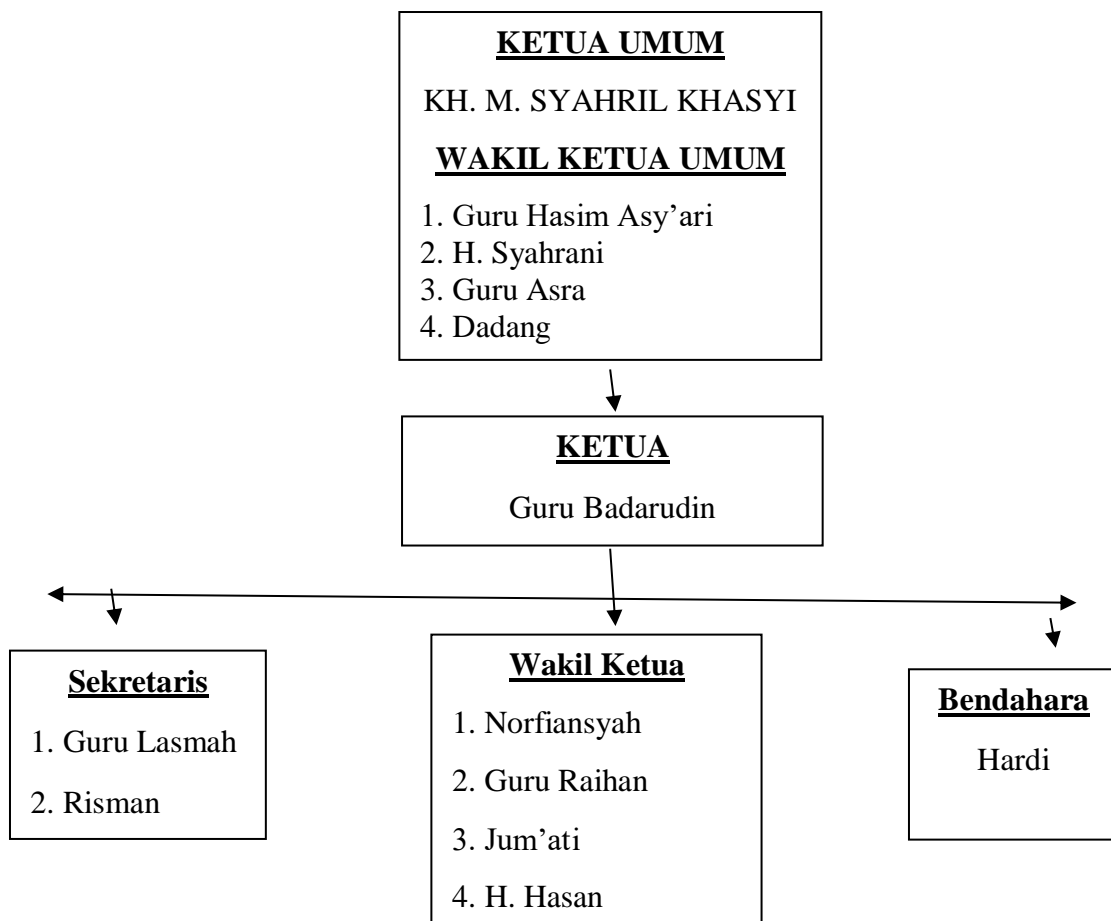 KETUA UMUM
KH. M. SYAHRIL KHASYI
WAKIL KETUA UMUM
1. Guru Hasim Asy’ari
2. H. Syahrani
3. Guru Asra
4. Dadang
KETUA
Guru Badarudin
Sekretaris
1. Guru Lasmah
2. Risman
Wakil Ketua
1. Norfiansyah
2. Guru Raihan
3. Jum’ati
4. H. Hasan
Bendahara
Hardi